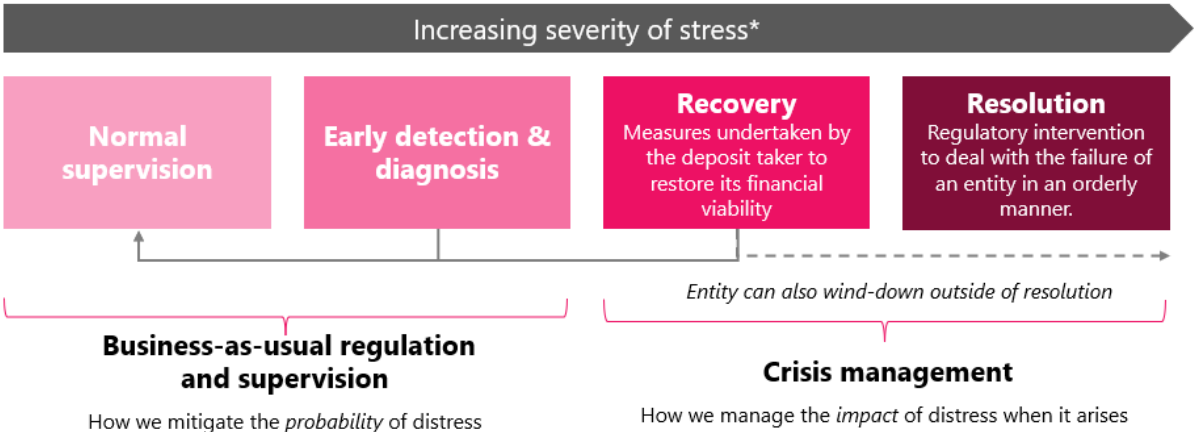 Increasing severity of stress*
Normal
supervision
Early detection &
diagnosis
Recovery
Measures undertaken by
the deposit taker to
restore its financial
viability
Resolution
Regulatory intervention
to deal with the failure of
an entity in an orderly
manner.
Entity can also wind-down outside of resolution
Business-as-usual regulation
and supervision
How we mitigate the probability of distress
Crisis management
How we manage the impact of distress when it arises